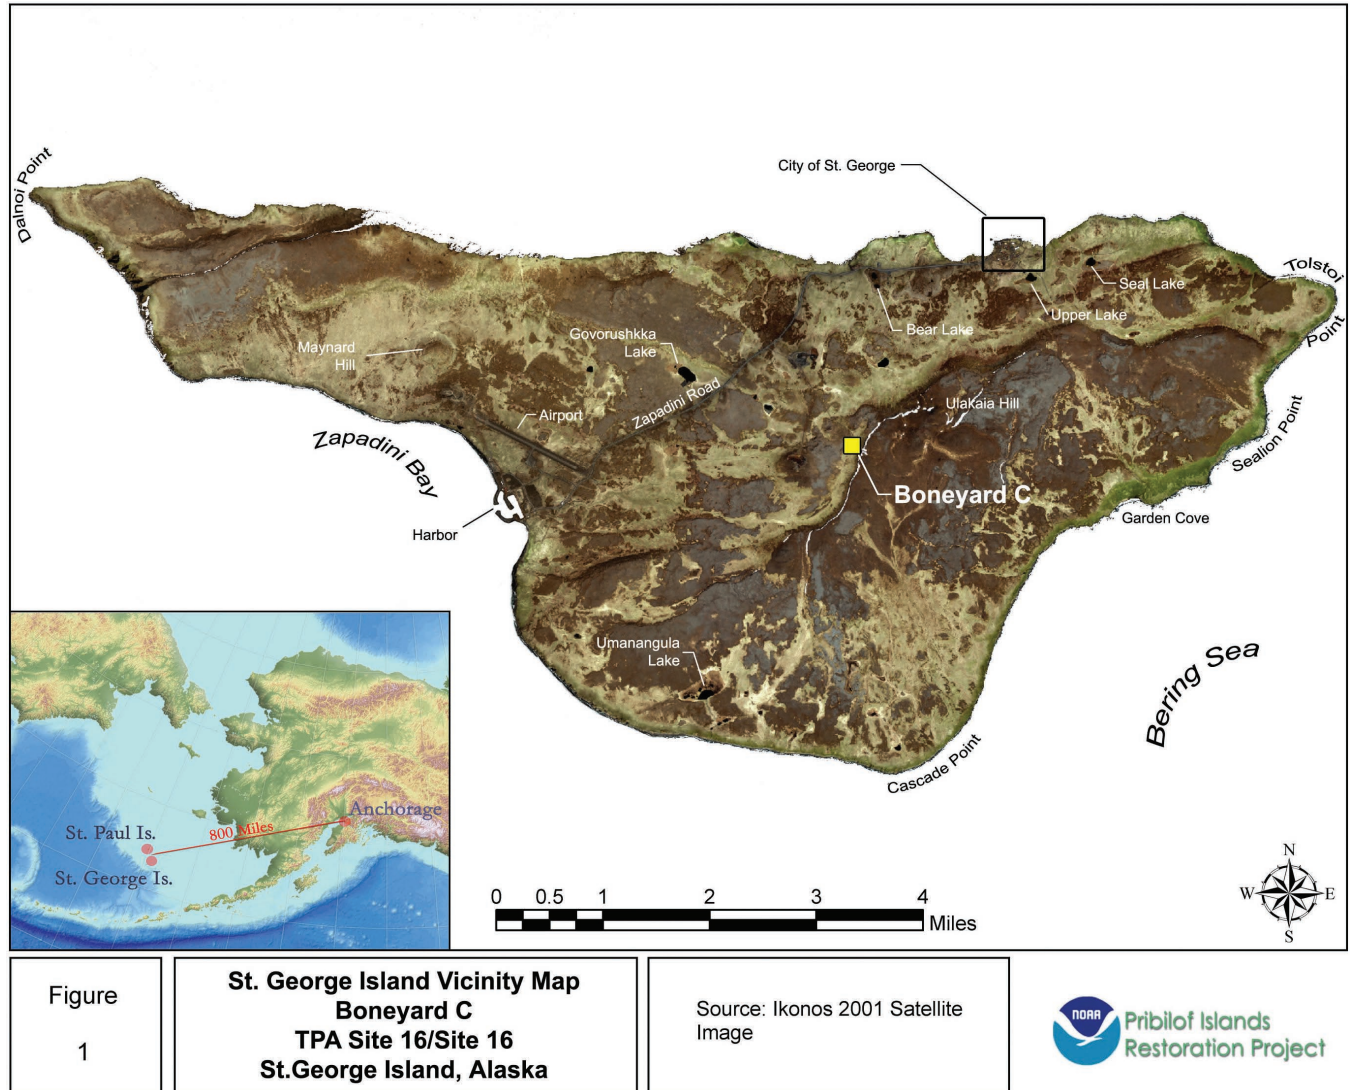 Dalnoi Point
City of St. George
Tolstoi
Point
Seal Lake
Upper Lake
Bear Lake
Govorushkka
Lake
Maynard
Hill
Zapadini Road
Ulakaia Hill
Airport
Zapadini Bay
Sealion Point
Boneyard C
Garden Cove
Harbor
Umanangula
Lake
Bering Sea
Cascade Point
Anchorage
800 Miles
St. Paul Is.
St. George Is.
0 0.5 1 2 3 4
Miles
N
W E
S
Figure
1
St. George Island Vicinity Map
Boneyard C
TPA Site 16/Site 16
St.George Island, Alaska
Source: Ikonos 2001 Satellite
Image
NOAA
Pribilof Islands
Restoration Project